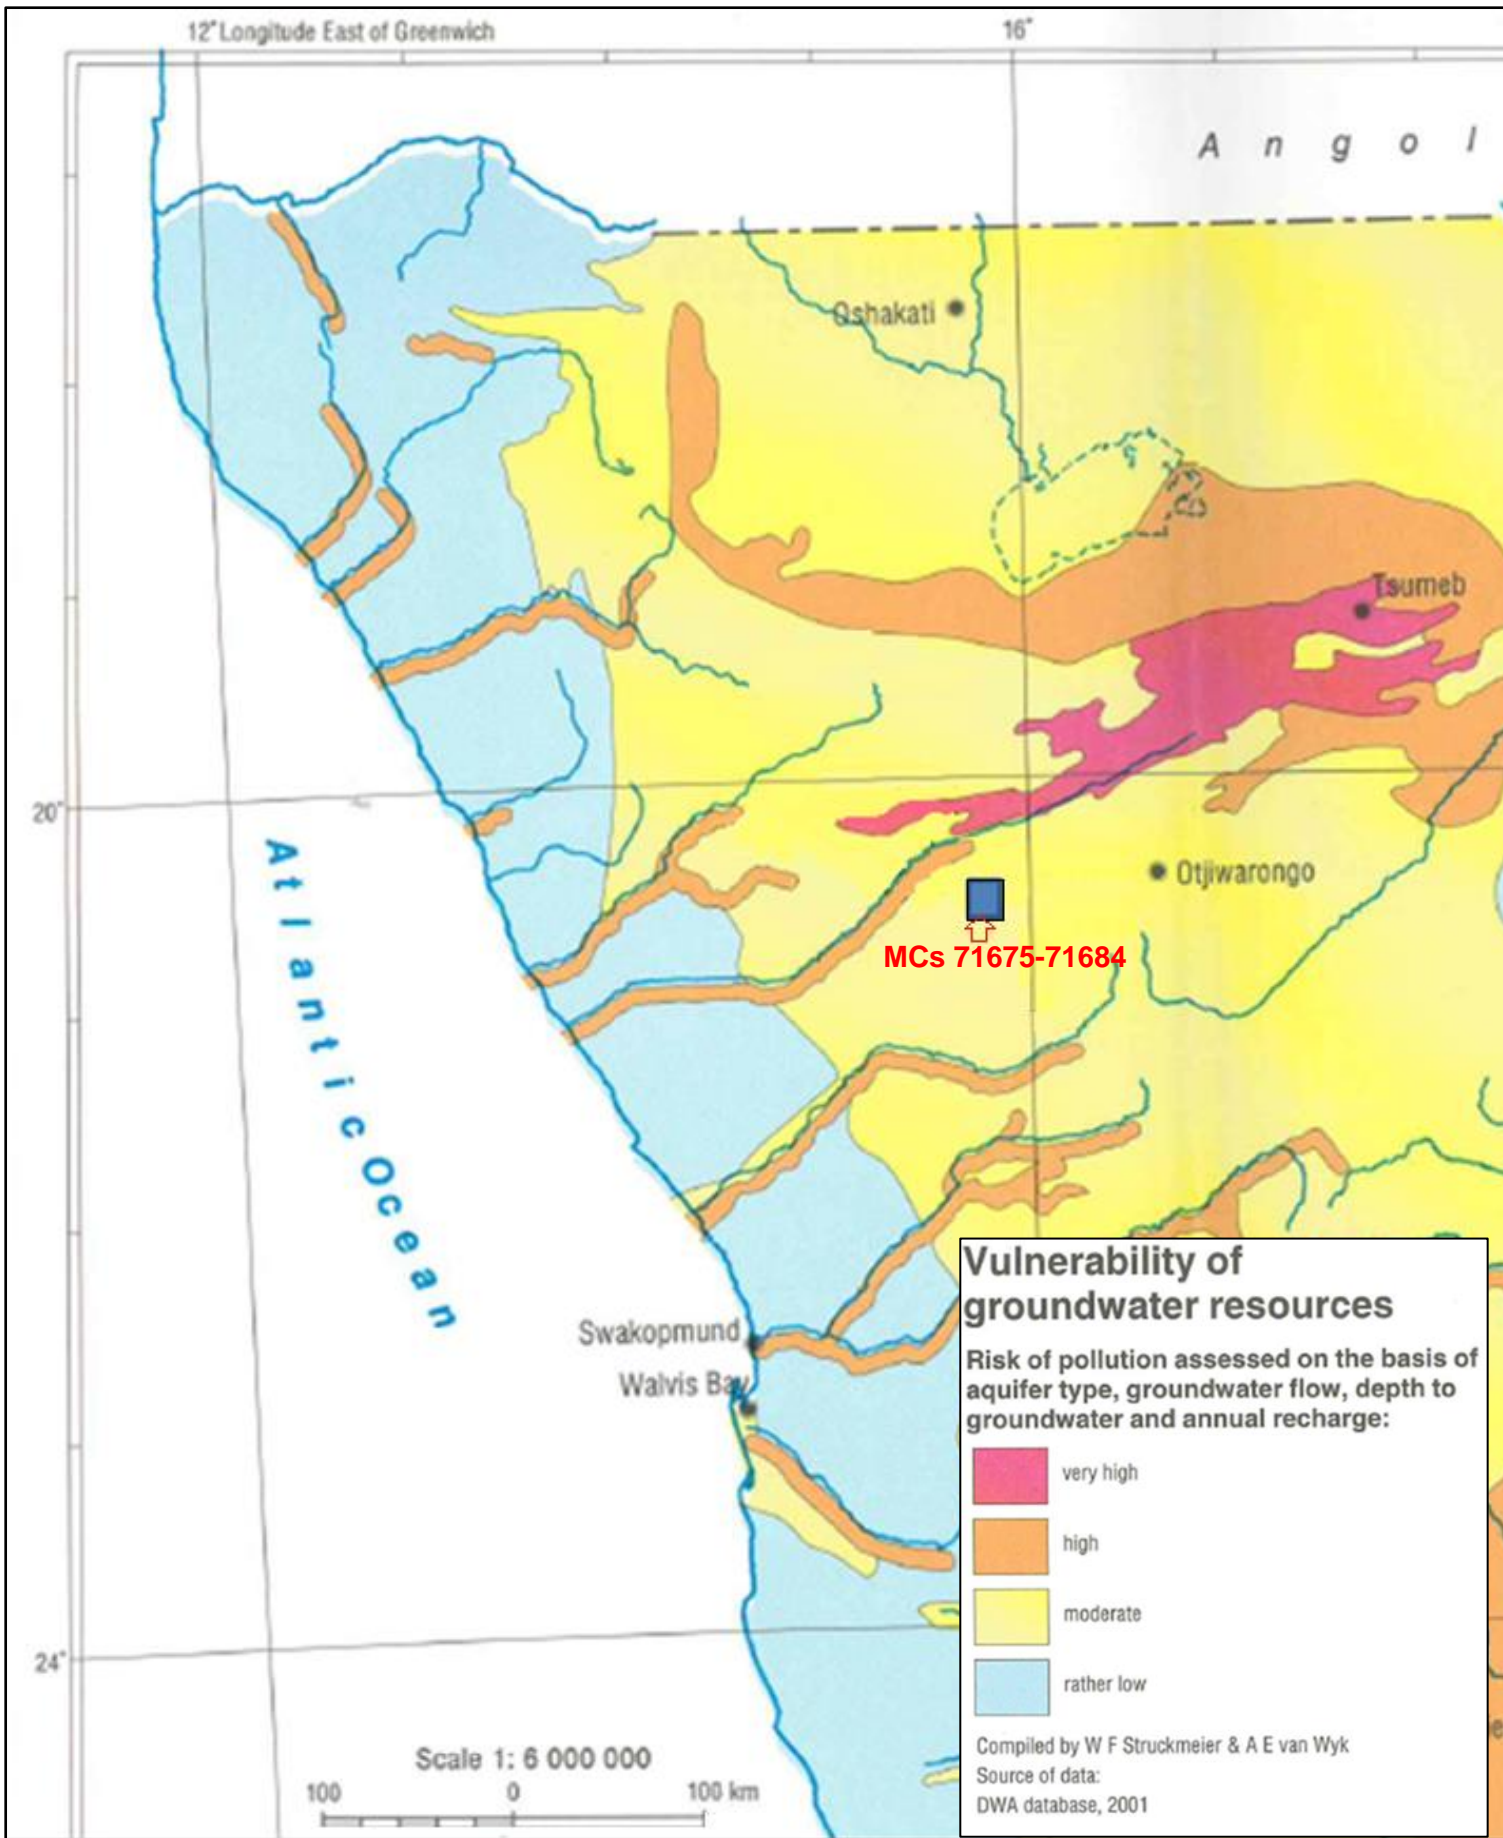 12° Longitude East of Greenwich
16°
Angol
Oshakati
Tsumeb
20°
Otjiwarongo
MCs 71675-71684
Atlantic Ocean
Swakopmund
Walvis Bay
24°
Scale 1: 6 000 000
100 0 100 km
Vulnerability of
groundwater resources
Risk of pollution assessed on the basis of
aquifer type, groundwater flow, depth to
groundwater and annual recharge:
very high
high
moderate
rather low
Compiled by W F Struckmeier & A E van Wyk
Source of data:
DWA database, 2001